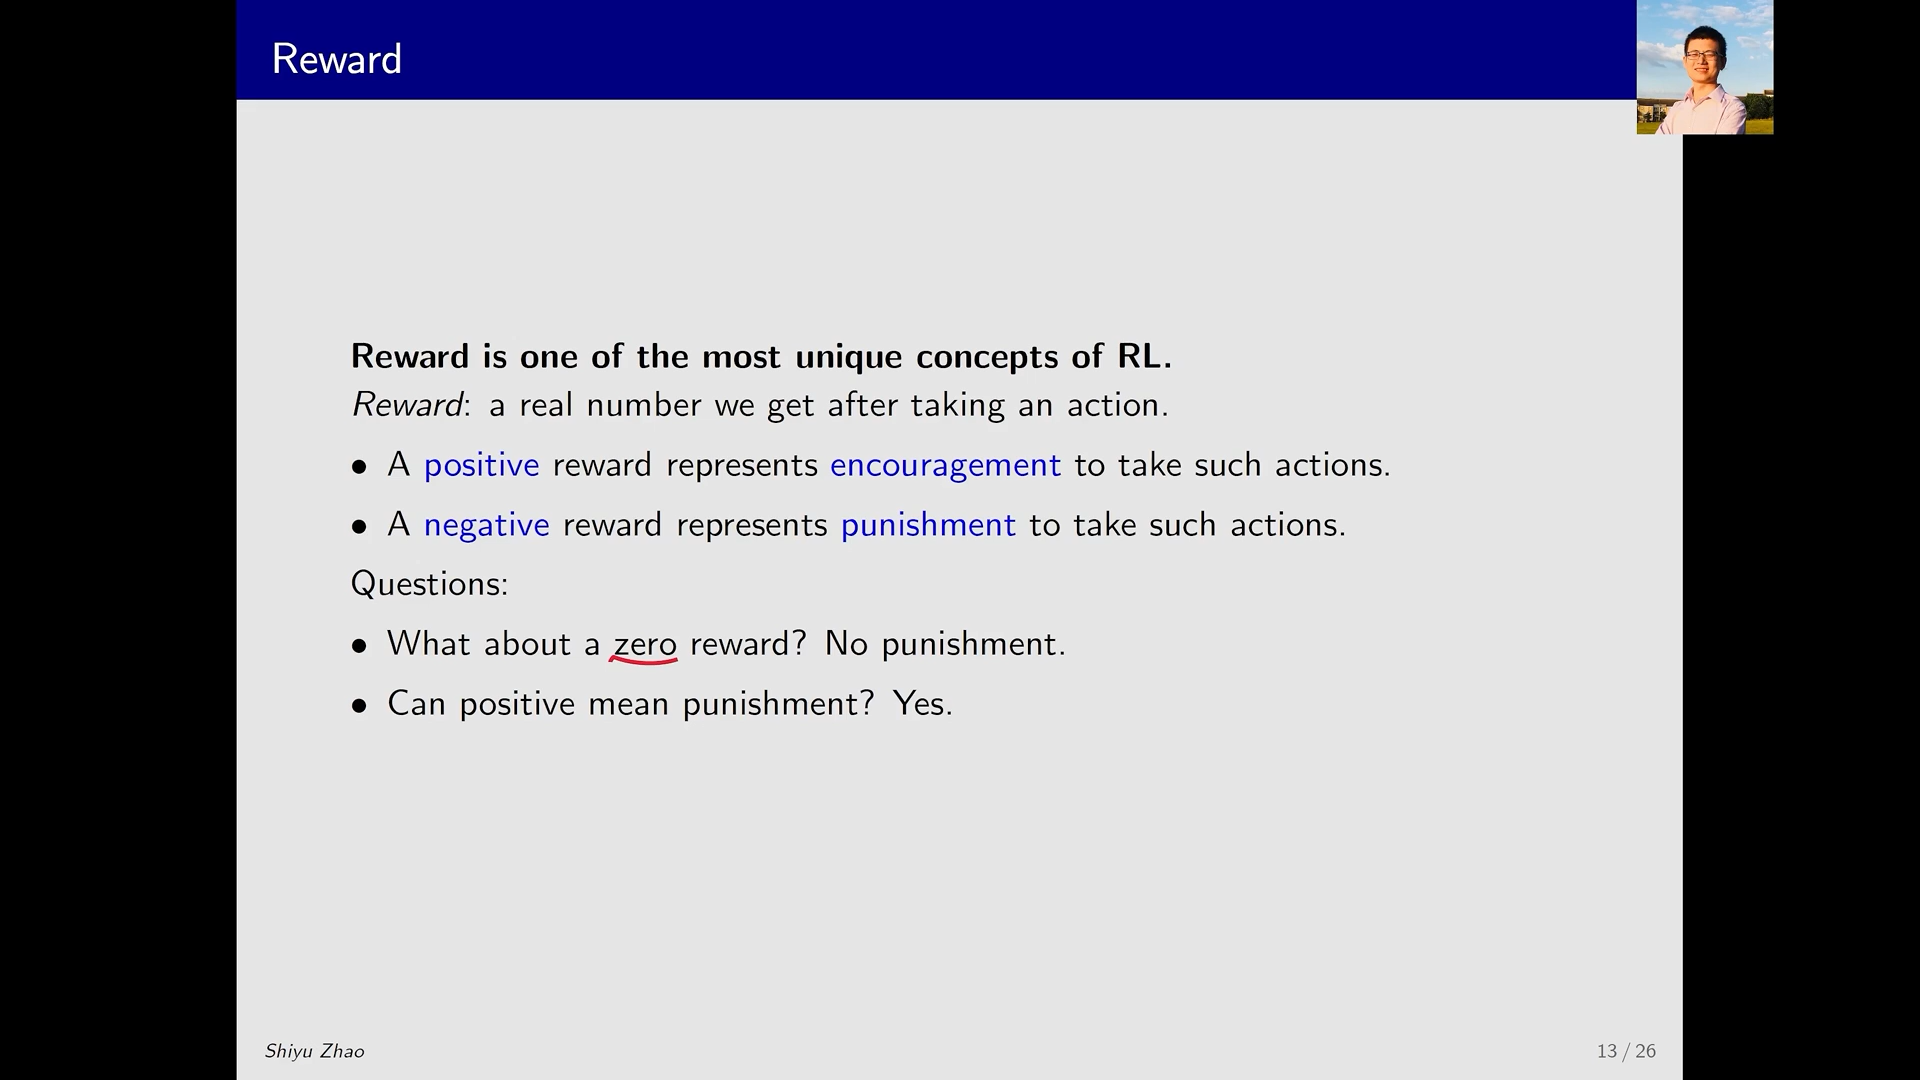 Reward
Reward is one of the most unique concepts of RL.
Reward: a real number we get after taking an action.
• A positive reward represents encouragement to take such actions.
• A negative reward represents punishment to take such actions.
Questions:
• What about a zero reward? No punishment.
• Can positive mean punishment? Yes.
Shiyu Zhao
13 / 26